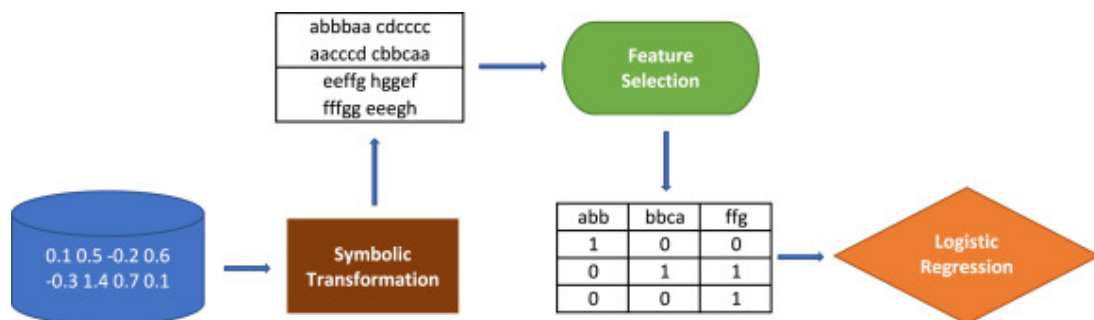 0.1 0.5 -0.2 0.6
-0.3 1.4 0.7 0.1
Symbolic
Transformation
abbbaa cdcccc
aacccd cbbcaa
eeffg hggef
fffgg eeegh
Feature
Selection
abb bbca ffg
1 0 0
0 1 1
0 0 1
Logistic
Regression